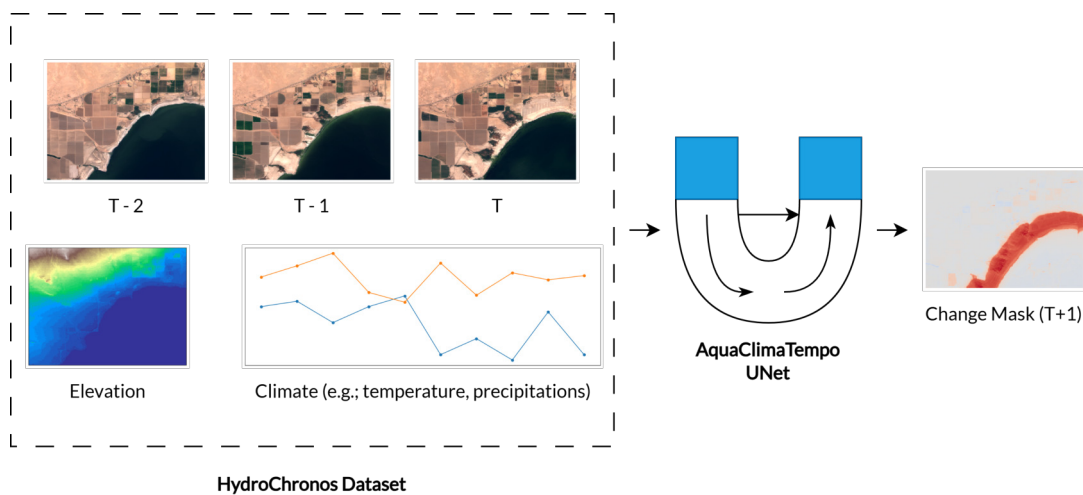 T - 2
T - 1
T
Elevation
Climate (e.g.; temperature, precipitations)
HydroChronos Dataset
AquaClimaTempo
UNet
Change Mask (T+1)